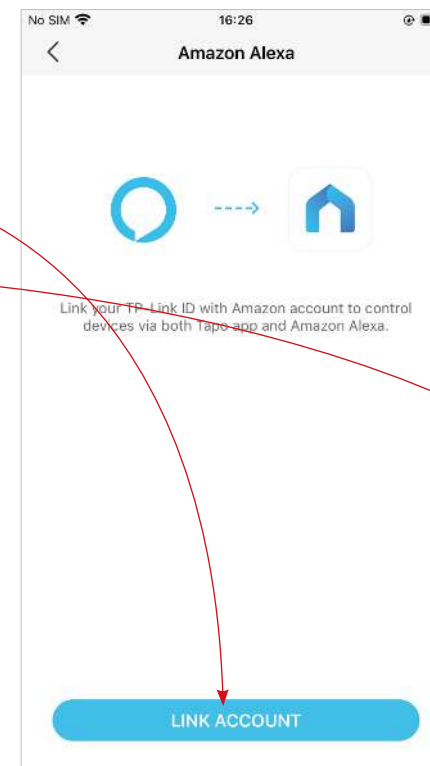 No SIM 16:26
Amazon Alexa
Link your TP-Link ID with Amazon account to control
devices via both Tapo app and Amazon Alexa.
LINK ACCOUNT